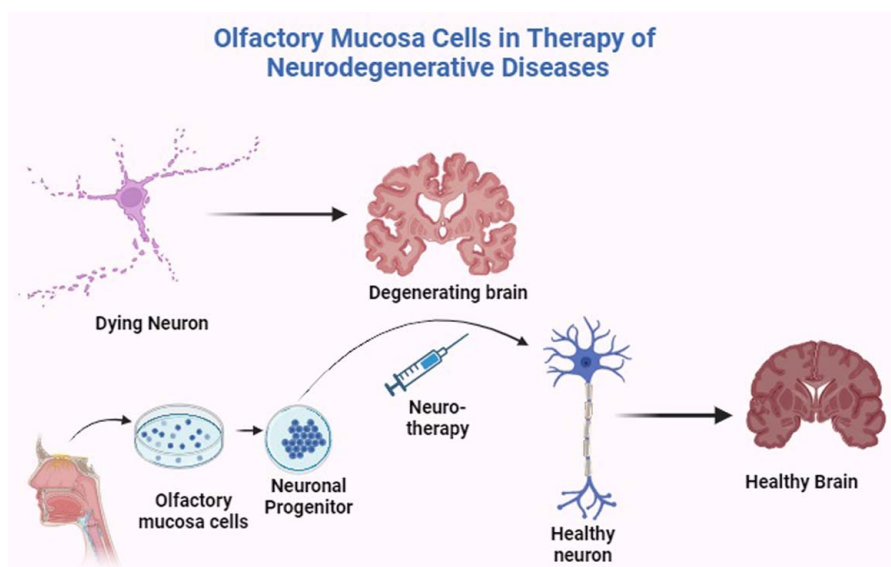 Olfactory Mucosa Cells in Therapy of
Neurodegenerative Diseases
Dying Neuron
Degenerating brain
Neuro-
therapy
Olfactory
mucosa cells
Neuronal
Progenitor
Healthy
neuron
Healthy Brain